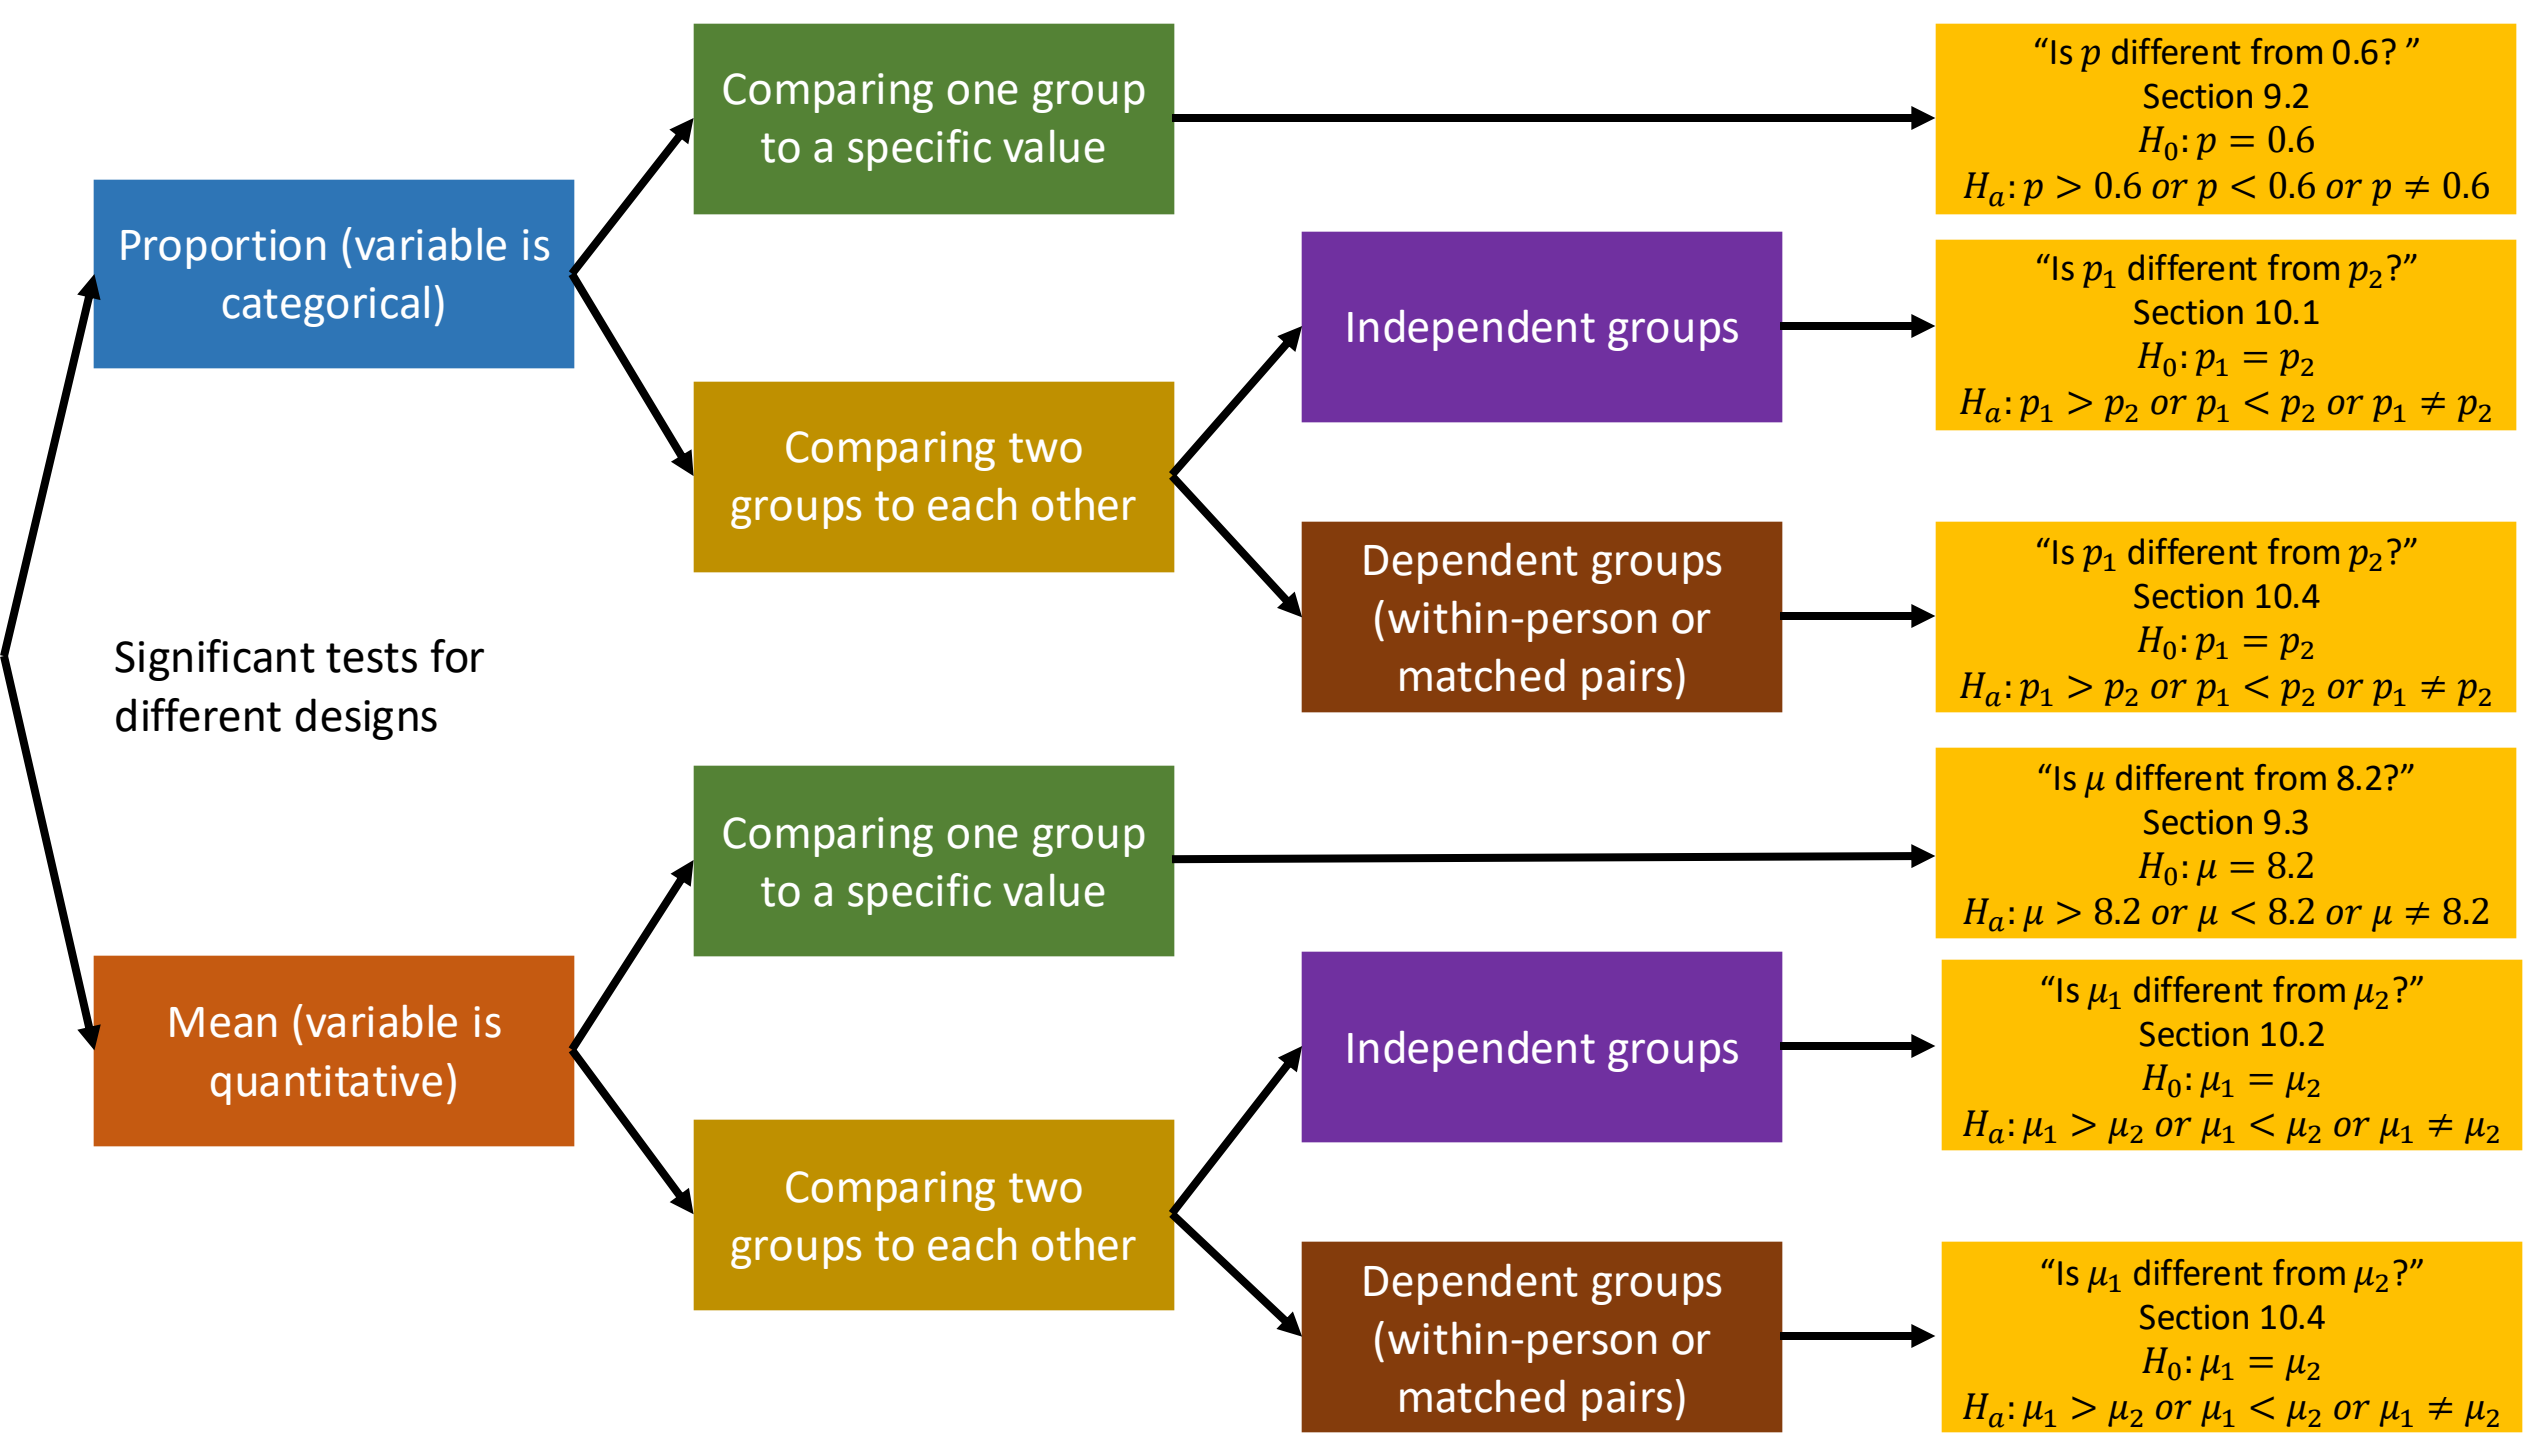 Significant tests for
different designs
Proportion (variable is
categorical)
Comparing one group
to a specific value
“Is p different from 0.6? ”
Section 9.2
H₀: p = 0.6
Hₐ: p > 0.6 or p < 0.6 or p ≠ 0.6
Comparing two
groups to each other
Independent groups
“Is p₁ different from p₂?”
Section 10.1
H₀: p₁ = p₂
Hₐ: p₁ > p₂ or p₁ < p₂ or p₁ ≠ p₂
Dependent groups
(within-person or
matched pairs)
“Is p₁ different from p₂?”
Section 10.4
H₀: p₁ = p₂
Hₐ: p₁ > p₂ or p₁ < p₂ or p₁ ≠ p₂
Mean (variable is
quantitative)
Comparing one group
to a specific value
“Is μ different from 8.2?”
Section 9.3
H₀: μ = 8.2
Hₐ: μ > 8.2 or μ < 8.2 or μ ≠ 8.2
Comparing two
groups to each other
Independent groups
“Is μ₁ different from μ₂?”
Section 10.2
H₀: μ₁ = μ₂
Hₐ: μ₁ > μ₂ or μ₁ < μ₂ or μ₁ ≠ μ₂
Dependent groups
(within-person or
matched pairs)
“Is μ₁ different from μ₂?”
Section 10.4
H₀: μ₁ = μ₂
Hₐ: μ₁ > μ₂ or μ₁ < μ₂ or μ₁ ≠ μ₂